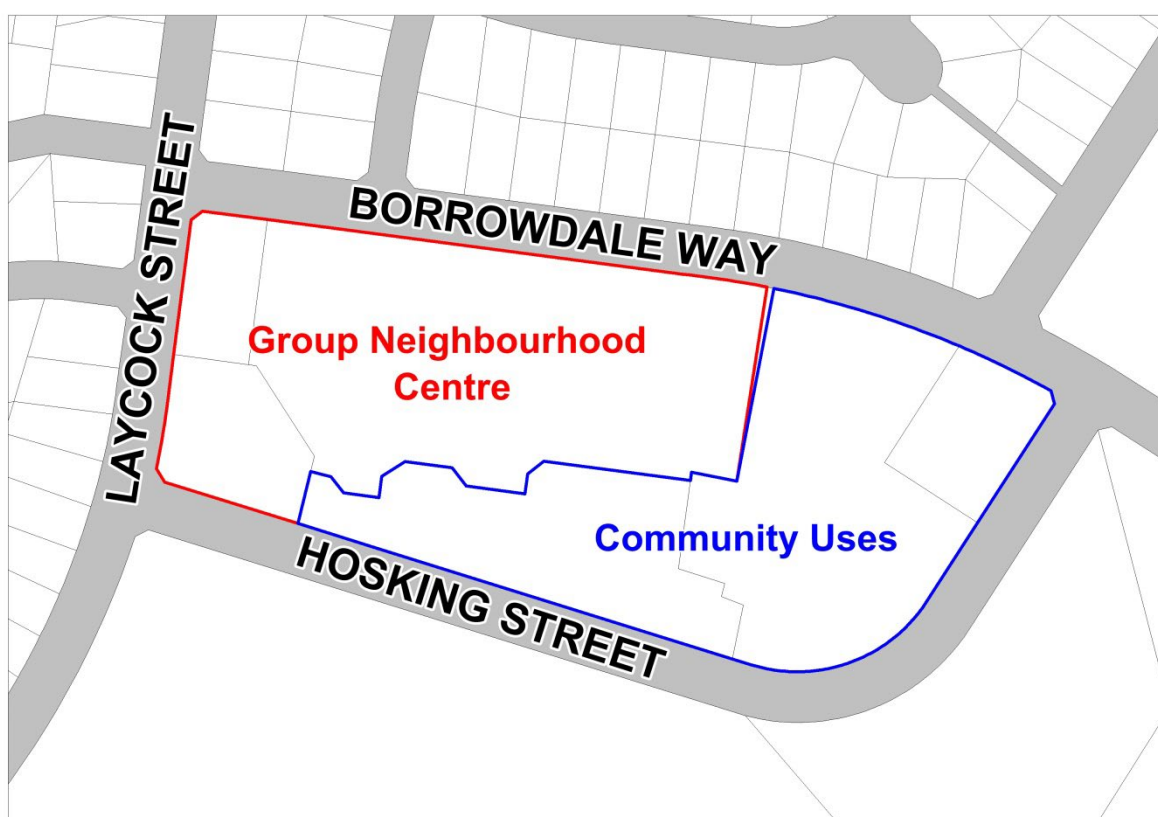 BORROWDALE WAY
LAYCOCK STREET
Group Neighbourhood
Centre
Community Uses
HOSKING STREET